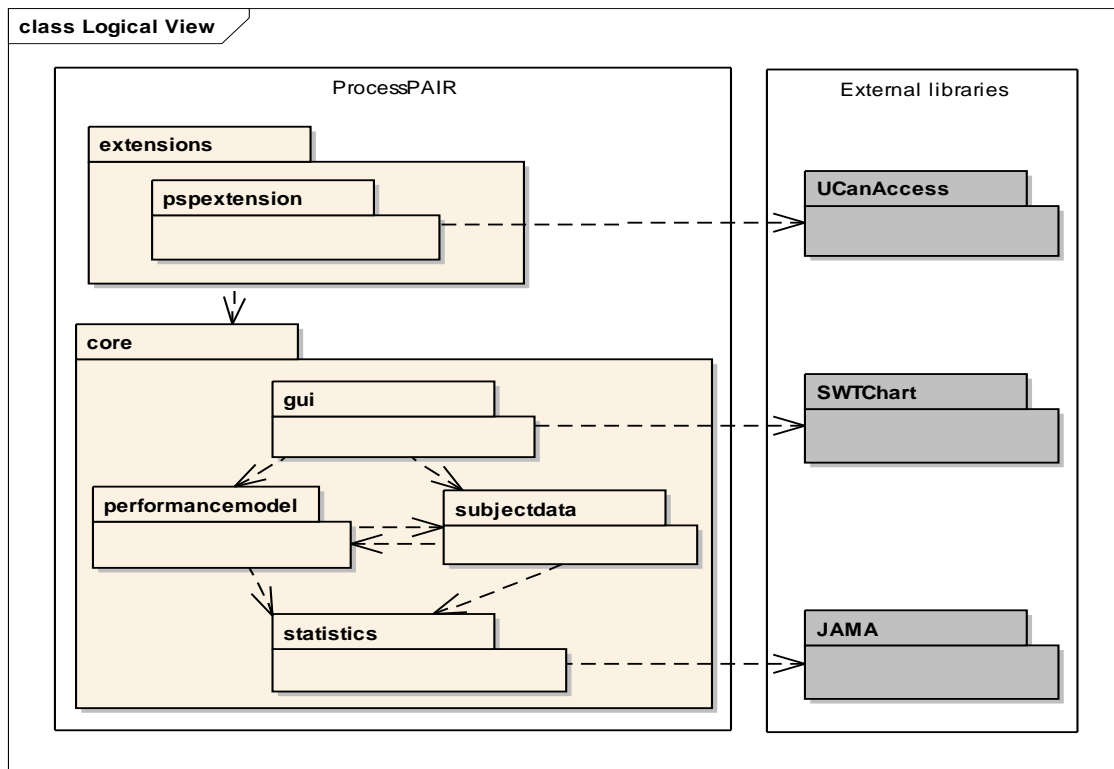 class Logical View
ProcessPAIR
External libraries
extensions
pspextension
UCanAccess
core
gui
SWTChart
performancemodel
subjectdata
statistics
JAMA